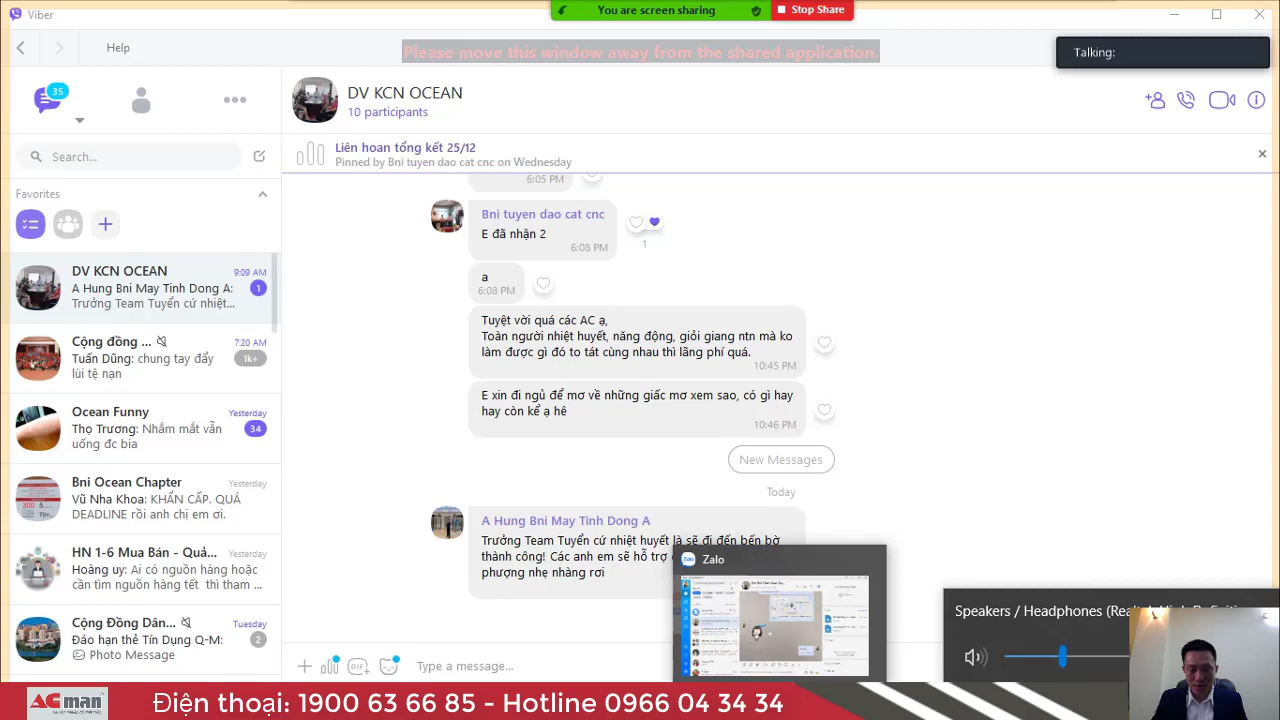 Viber
You are screen sharing
Stop Share
Help
Please move this window away from the shared application.
Talking:
35
DV KCN OCEAN
10 participants
Search...
Liên hoan tổng kết 25/12
Pinned by Bni tuyen dao cat cnc on Wednesday
Favorites
6:05 PM
Bni tuyen dao cat cnc
E đã nhận 2
6:08 PM
1
DV KCN OCEAN
9:09 AM
A Hung Bni May Tinh Dong A:
1
Trưởng Team Tuyển cứ nhiệt...
a
6:08 PM
Tuyệt vời quá các AC ạ,
Toàn người nhiệt huyết, năng động, giỏi giang ntn mà ko
làm được gì đó to tát cùng nhau thì lãng phí quá.
10:45 PM
Cộng đồng ...
7:20 AM
Tuấn Dũng: chung tay đẩy
1k+
lùi tệ nạn
E xin đi ngủ để mơ về những giấc mơ xem sao, có gì hay
hay còn kể ạ hê
10:46 PM
Ocean Funny
Yesterday
Thọ Trương: Nhắm mắt vẫn
34
uống đc bia
New Messages
Today
Bni Ocean Chapter
Yesterday
Vũ Nha Khoa: KHẨN CẤP. QUÁ
DEADLINE rồi anh chị em ơi.
A Hung Bni May Tinh Dong A
Trưởng Team Tuyển cứ nhiệt huyết là sẽ đi đến bến bờ
thành công! Các anh em sẽ hỗ trợ
phượng nhẹ nhàng rơi
HN 1-6 Mua Bán - Quả...
Yesterday
Hoàng uy: Ai có nguồn hàng hoặc
cần tìm nguồn hàng tết thì tham ...
Zalo
Speakers / Headphones
Cộng Đồng Dân...
Tuesday
Đảo hạn thẻ Tín Dụng Q-M:
2
Photo Message
GIF
Type a message...
ACman
Điện thoại: 1900 63 66 85 - Hotline 0966 04 34 34